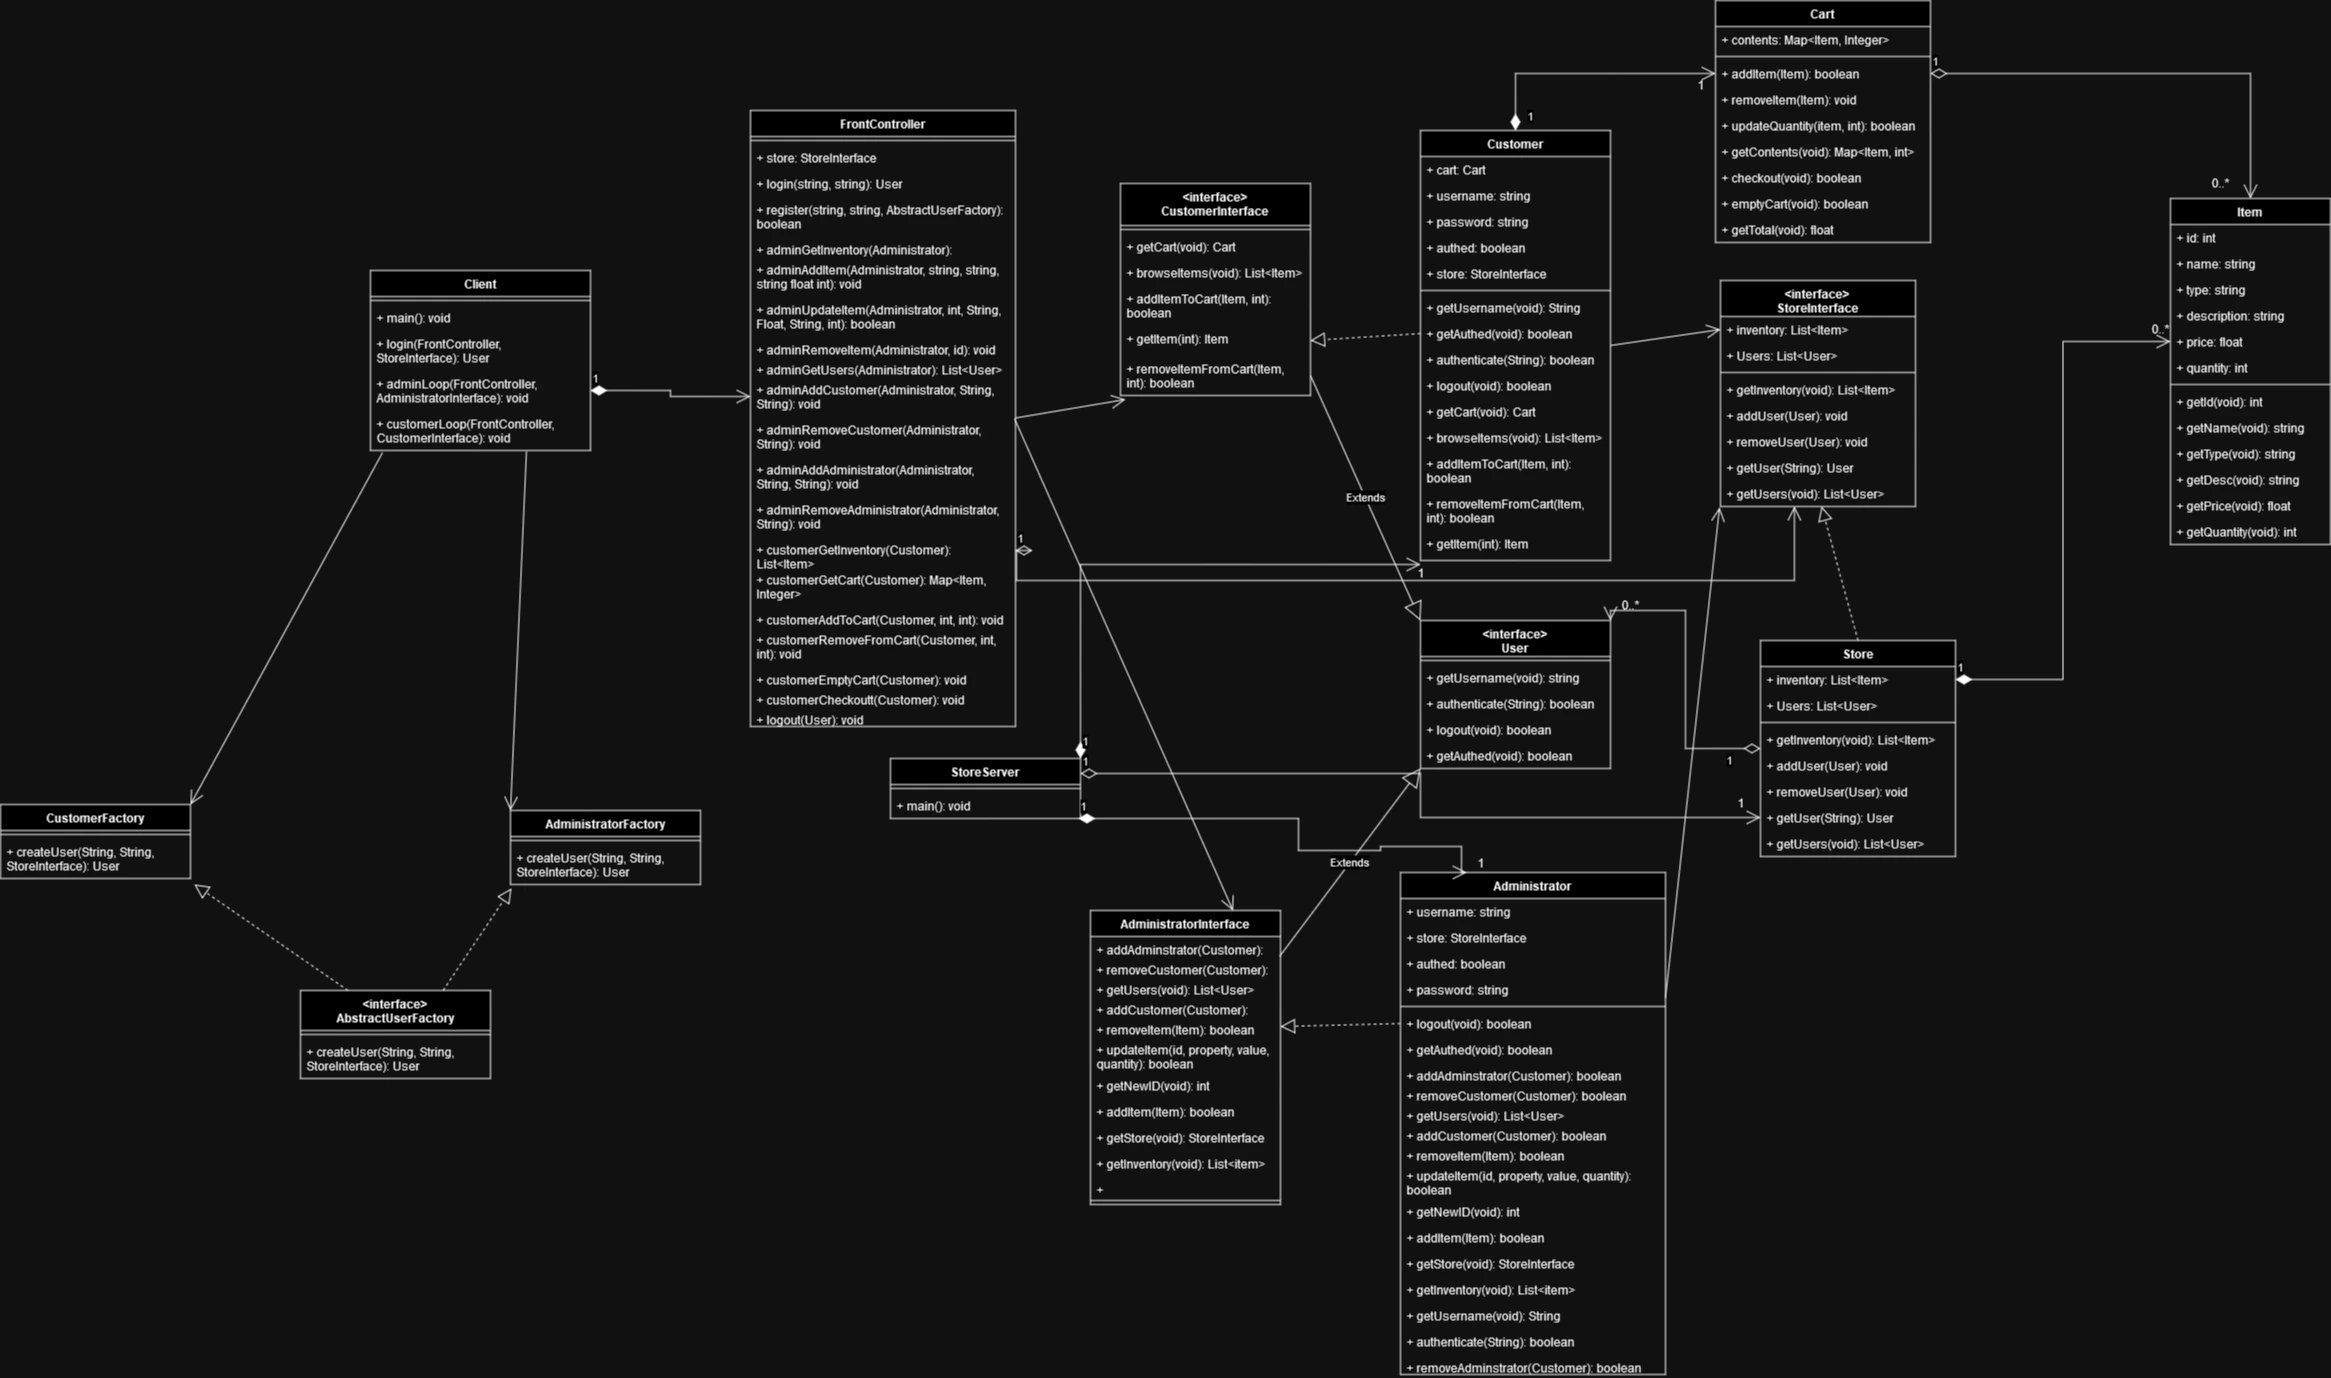 Cart
+ contents: Map<Item, Integer>
+ addItem(Item): boolean
+ removeItem(Item): void
+ updateQuantity(item, int): boolean
+ getContents(void): Map<Item, int>
+ checkout(void): boolean
+ emptyCart(void): boolean
+ getTotal(void): float
1
1
1
0..*
FrontController
+ store: StoreInterface
+ login(string, string): User
+ register(string, string, AbstractUserFactory):
boolean
+ adminGetInventory(Administrator):
+ adminAddItem(Administrator, string, string,
string float int): void
+ adminUpdateItem(Administrator, int, String,
Float, String, int): boolean
+ adminRemoveItem(Administrator, id): void
+ adminGetUsers(Administrator): List<User>
+ adminAddCustomer(Administrator, String,
String): void
+ adminRemoveCustomer(Administrator,
String): void
+ adminAddAdministrator(Administrator,
String, String): void
+ adminRemoveAdministrator(Administrator,
String): void
+ customerGetInventory(Customer):
List<Item>
+ customerGetCart(Customer): Map<Item,
Integer>
+ customerAddToCart(Customer, int, int): void
+ customerRemoveFromCart(Customer, int,
int): void
+ customerEmptyCart(Customer): void
+ customerCheckoutt(Customer): void
+ logout(User): void
1
Customer
+ cart: Cart
+ username: string
+ password: string
+ authed: boolean
+ store: StoreInterface
+ getUsername(void): String
+ getAuthed(void): boolean
+ authenticate(String): boolean
+ logout(void): boolean
+ getCart(void): Cart
+ browseItems(void): List<Item>
+ addItemToCart(Item, int):
boolean
+ removeItemFromCart(Item,
int): boolean
+ getItem(int): Item
1
<interface>
CustomerInterface
+ getCart(void): Cart
+ browseItems(void): List<Item>
+ addItemToCart(Item, int):
boolean
+ getItem(int): Item
+ removeItemFromCart(Item,
int): boolean
Extends
Item
+ id: int
+ name: string
+ type: string
+ description: string
+ price: float
+ quantity: int
+ getId(void): int
+ getName(void): string
+ getType(void): string
+ getDesc(void): string
+ getPrice(void): float
+ getQuantity(void): int
0..*
Client
+ main(): void
+ login(FrontController,
StoreInterface): User
+ adminLoop(FrontController,
AdministratorInterface): void
+ customerLoop(FrontController,
CustomerInterface): void
1
<interface>
StoreInterface
+ inventory: List<Item>
+ Users: List<User>
+ getInventory(void): List<Item>
+ addUser(User): void
+ removeUser(User): void
+ getUser(String): User
+ getUsers(void): List<User>
0..*
<interface>
User
+ getUsername(void): string
+ authenticate(String): boolean
+ logout(void): boolean
+ getAuthed(void): boolean
Store
+ inventory: List<Item>
+ Users: List<User>
+ getInventory(void): List<Item>
+ addUser(User): void
+ removeUser(User): void
+ getUser(String): User
+ getUsers(void): List<User>
1
1
1
1
1
1
StoreServer
+ main(): void
CustomerFactory
+ createUser(String, String,
StoreInterface): User
AdministratorFactory
+ createUser(String, String,
StoreInterface): User
<interface>
AbstractUserFactory
+ createUser(String, String,
StoreInterface): User
Extends
1
AdministratorInterface
+ addAdminstrator(Customer):
+ removeCustomer(Customer):
+ getUsers(void): List<User>
+ addCustomer(Customer):
+ removeItem(Item): boolean
+ updateItem(id, property, value,
quantity): boolean
+ getNewID(void): int
+ addItem(Item): boolean
+ getStore(void): StoreInterface
+ getInventory(void): List<item>
+
Administrator
+ username: string
+ store: StoreInterface
+ authed: boolean
+ password: string
+ logout(void): boolean
+ getAuthed(void): boolean
+ addAdminstrator(Customer): boolean
+ removeCustomer(Customer): boolean
+ getUsers(void): List<User>
+ addCustomer(Customer): boolean
+ removeItem(Item): boolean
+ updateItem(id, property, value, quantity):
boolean
+ getNewID(void): int
+ addItem(Item): boolean
+ getStore(void): StoreInterface
+ getInventory(void): List<item>
+ getUsername(void): String
+ authenticate(String): boolean
+ removeAdminstrator(Customer): boolean